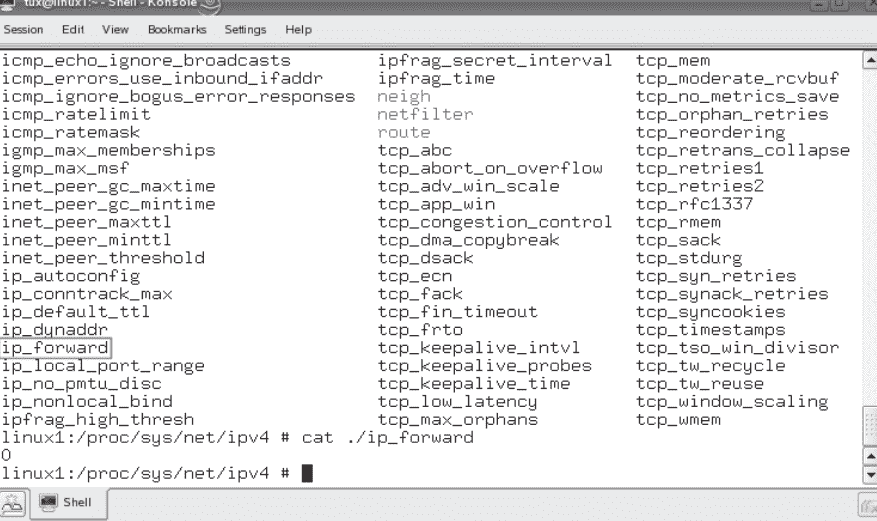 tux@linux1:~ - Shell - Konsole
Session Edit View Bookmarks Settings Help
icmp_echo_ignore_broadcasts ipfrag_secret_interval tcp_mem
icmp_errors_use_inbound_ifaddr ipfrag_time tcp_moderate_rcvbuf
icmp_ignore_bogus_error_responses neigh tcp_no_metrics_save
icmp_ratelimit netfilter tcp_orphan_retries
icmp_ratemask route tcp_reordering
igmp_max_memberships tcp_abc tcp_retrans_collapse
igmp_max_msf tcp_abort_on_overflow tcp_retries1
inet_peer_gc_maxtime tcp_adv_win_scale tcp_retries2
inet_peer_gc_mintime tcp_app_win tcp_rfc1337
inet_peer_maxttl tcp_congestion_control tcp_rmem
inet_peer_minttl tcp_dma_copybreak tcp_sack
inet_peer_threshold tcp_dsack tcp_stdurg
ip_autoconfig tcp_ecn tcp_syn_retries
ip_conntrack_max tcp_fack tcp_synack_retries
ip_default_ttl tcp_fin_timeout tcp_syncookies
ip_dynaddr tcp_frto tcp_timestamps
ip_forward tcp_keepalive_intvl tcp_tso_win_divisor
ip_local_port_range tcp_keepalive_probes tcp_tw_recycle
ip_no_pmtu_disc tcp_keepalive_time tcp_tw_reuse
ip_nonlocal_bind tcp_low_latency tcp_window_scaling
ipfrag_high_thresh tcp_max_orphans tcp_wmem
linux1:/proc/sys/net/ipv4 # cat ./ip_forward
0
linux1:/proc/sys/net/ipv4 #
Shell